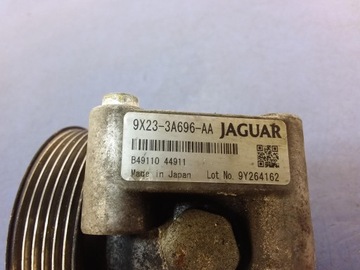 9X23-3A696-AA JAGUAR
B49110 44911
Made in Japan Lot No. 9Y264162